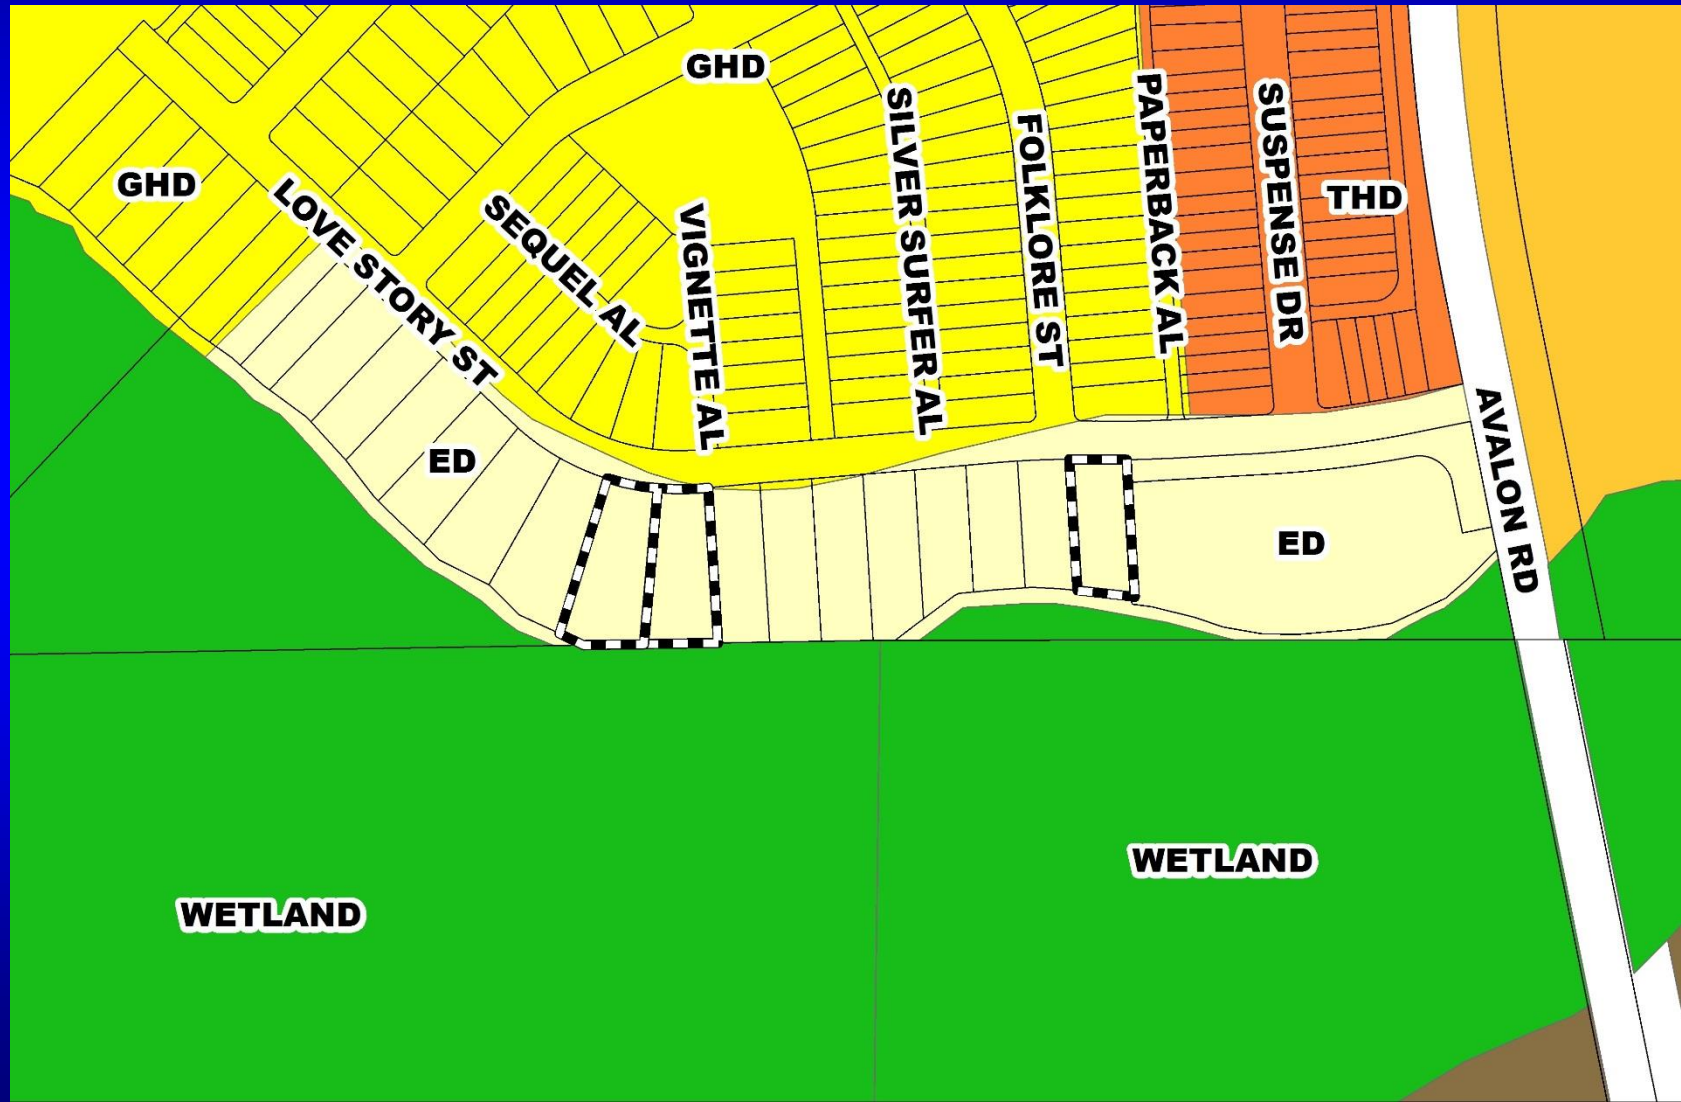 GHD
GHD
LOVE STORY ST
SEQUEL AL
VIGNETTE AL
SILVER SURFER AL
FOLKLORE ST
PAPERBACK AL
SUSPENSE DR
THD
AVALON RD
ED
ED
WETLAND
WETLAND